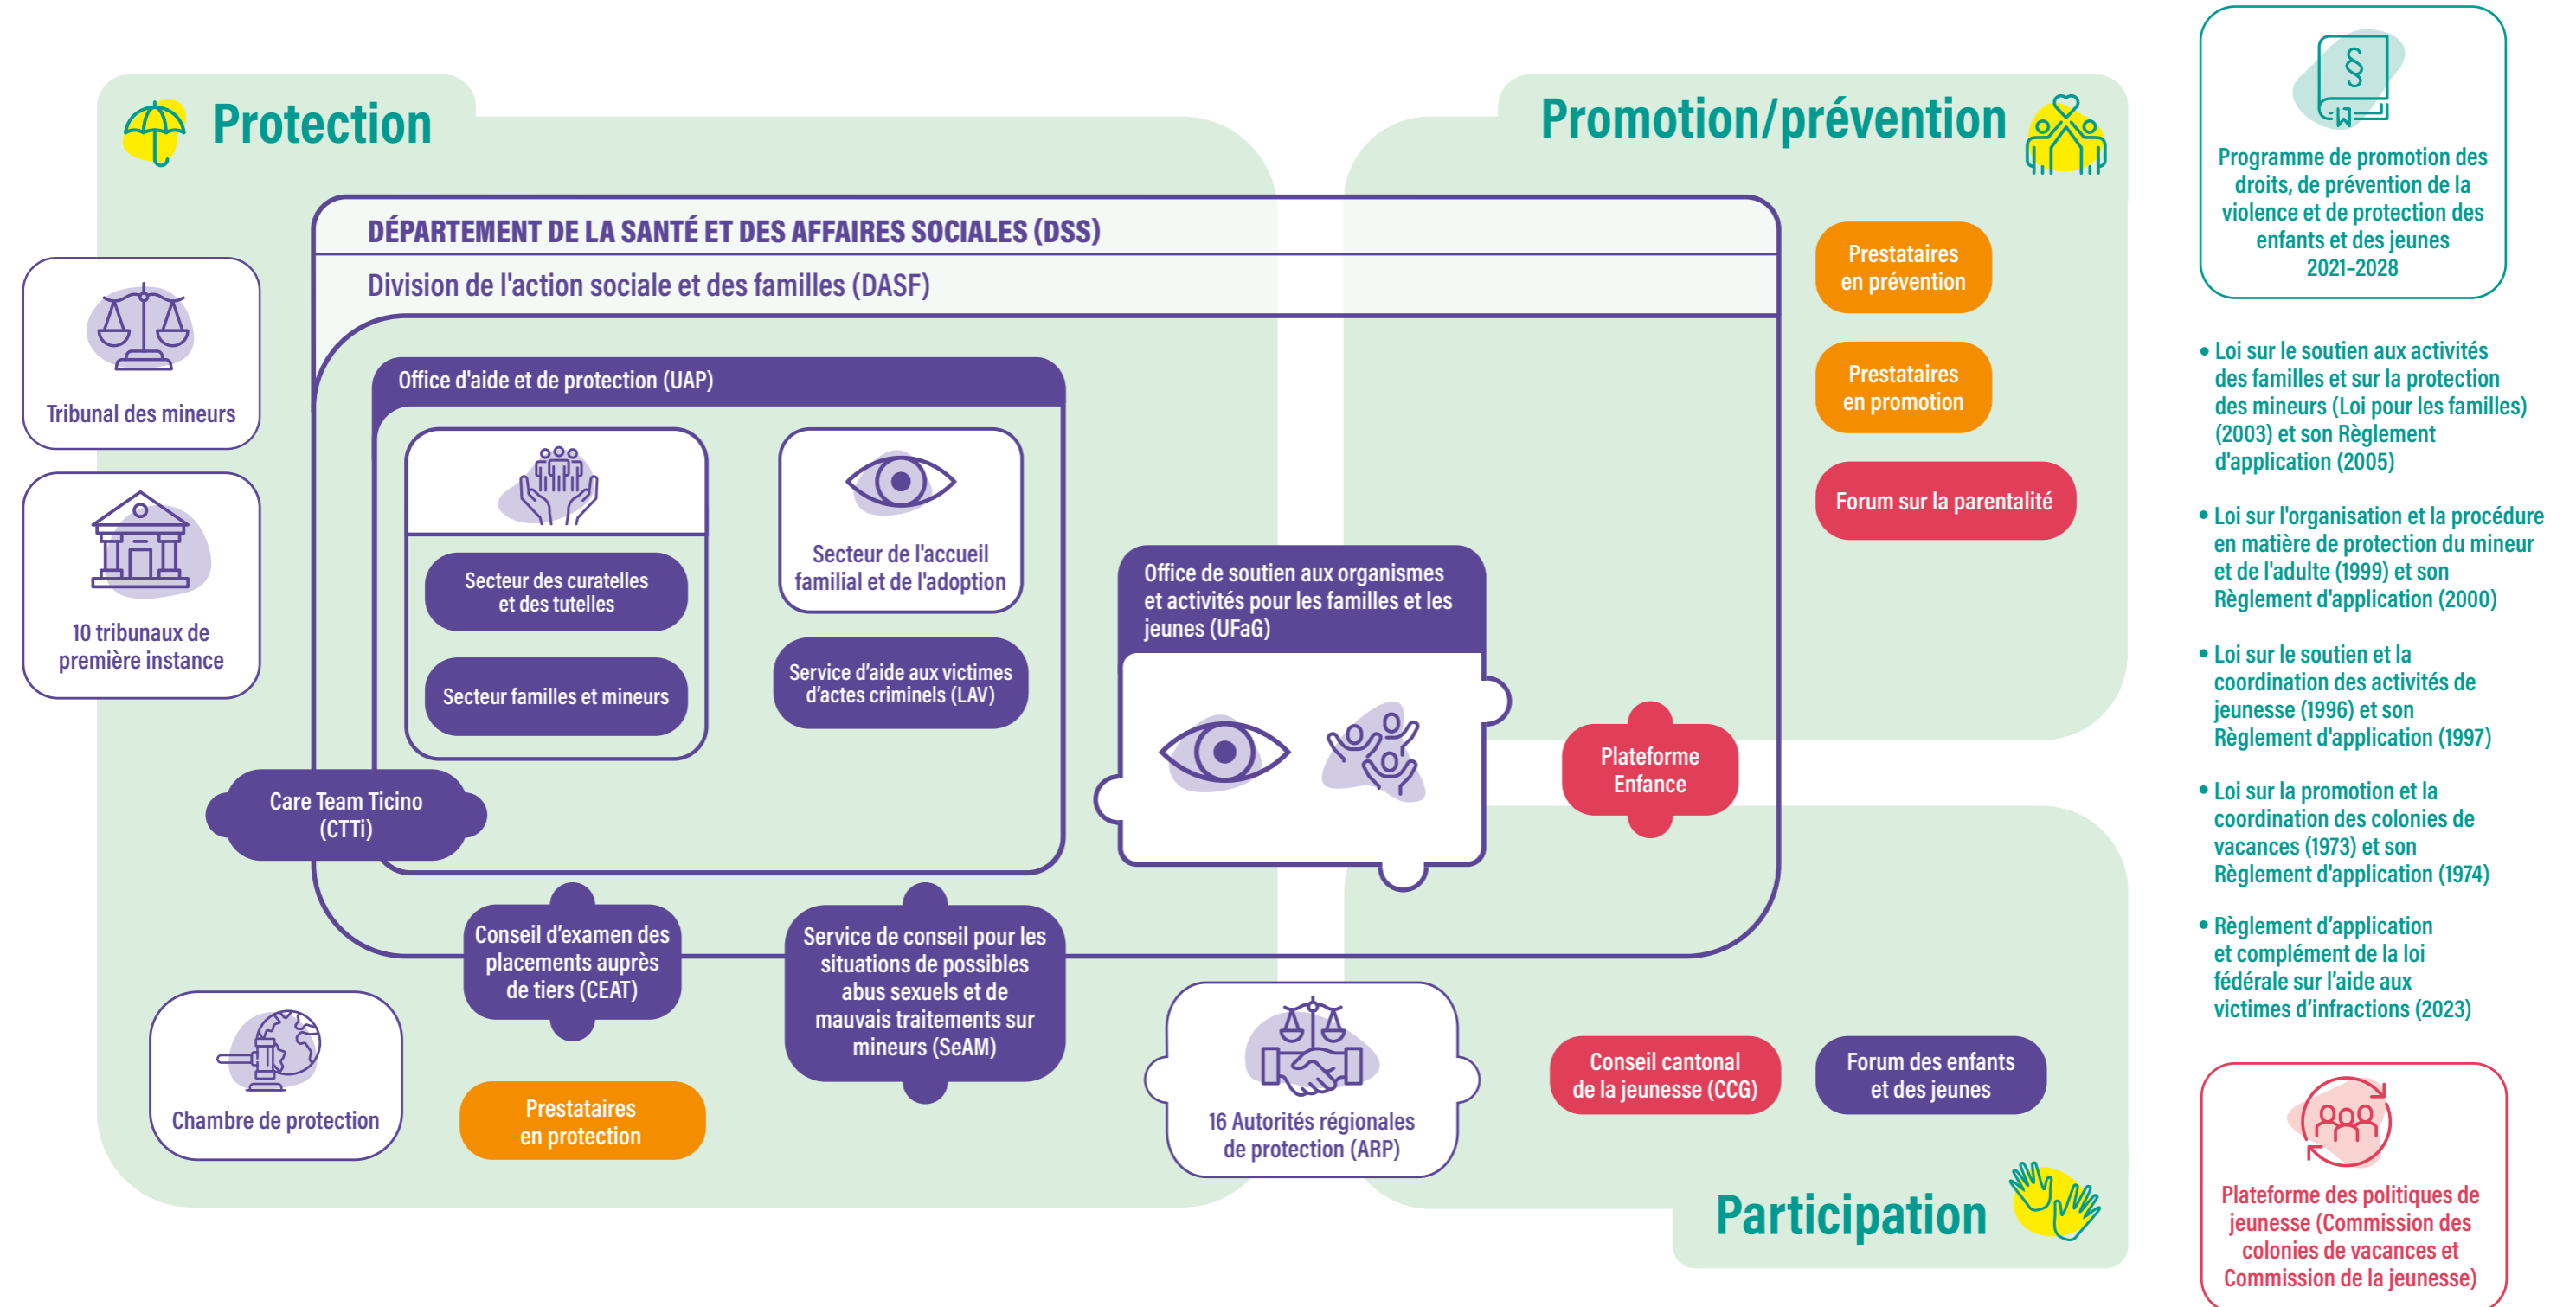 Protection
Promotion/prévention
DÉPARTEMENT DE LA SANTÉ ET DES AFFAIRES SOCIALES (DSS)
Division de l'action sociale et des familles (DASF)
Tribunal des mineurs
10 tribunaux de
première instance
Office d'aide et de protection (UAP)
Secteur des curatelles
et des tutelles
Secteur familles et mineurs
Secteur de l'accueil
familial et de l'adoption
Service d’aide aux victimes
d’actes criminels (LAV)
Care Team Ticino
(CTTi)
Conseil d’examen des
placements auprès
de tiers (CEAT)
Service de conseil pour les
situations de possibles
abus sexuels et de
mauvais traitements sur
mineurs (SeAM)
Chambre de protection
Prestataires
en protection
Office de soutien aux organismes
et activités pour les familles et les
jeunes (UFaG)
16 Autorités régionales
de protection (ARP)
Prestataires
en prévention
Prestataires
en promotion
Forum sur la parentalité
Plateforme
Enfance
Conseil cantonal
de la jeunesse (CCG)
Forum des enfants
et des jeunes
Participation
§
Programme de promotion des
droits, de prévention de la
violence et de protection des
enfants et des jeunes
2021–2028
• Loi sur le soutien aux activités
des familles et sur la protection
des mineurs (Loi pour les familles)
(2003) et son Règlement
d'application (2005)
• Loi sur l'organisation et la procédure
en matière de protection du mineur
et de l'adulte (1999) et son
Règlement d'application (2000)
• Loi sur le soutien et la
coordination des activités de
jeunesse (1996) et son
Règlement d'application (1997)
• Loi sur la promotion et la
coordination des colonies de
vacances (1973) et son
Règlement d'application (1974)
• Règlement d’application
et complément de la loi
fédérale sur l’aide aux
victimes d’infractions (2023)
Plateforme des politiques de
jeunesse (Commission des
colonies de vacances et
Commission de la jeunesse)